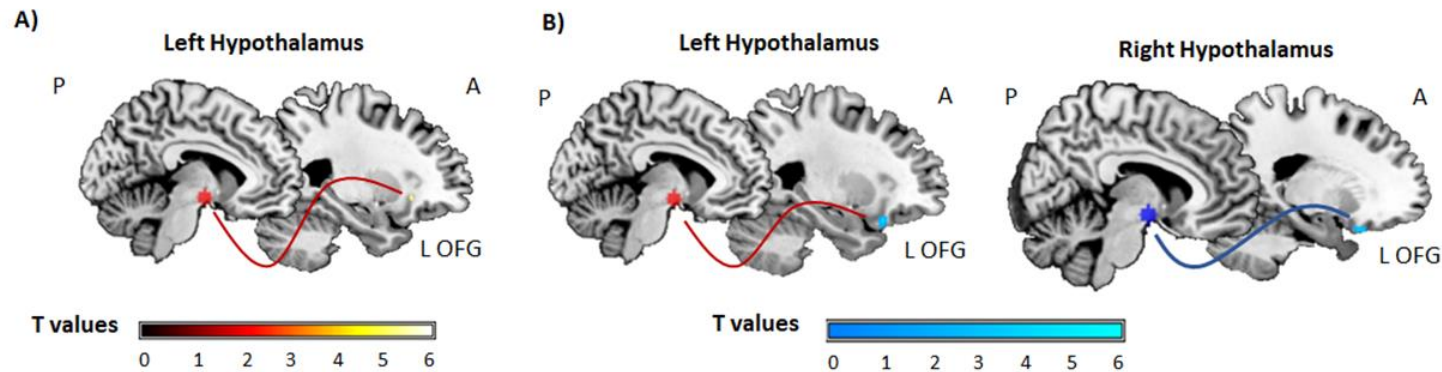 A)
Left Hypothalamus
P
A
L OFG
T values
0 1 2 3 4 5 6
B)
Left Hypothalamus
P
A
L OFG
Right Hypothalamus
P
A
L OFG
T values
0 1 2 3 4 5 6